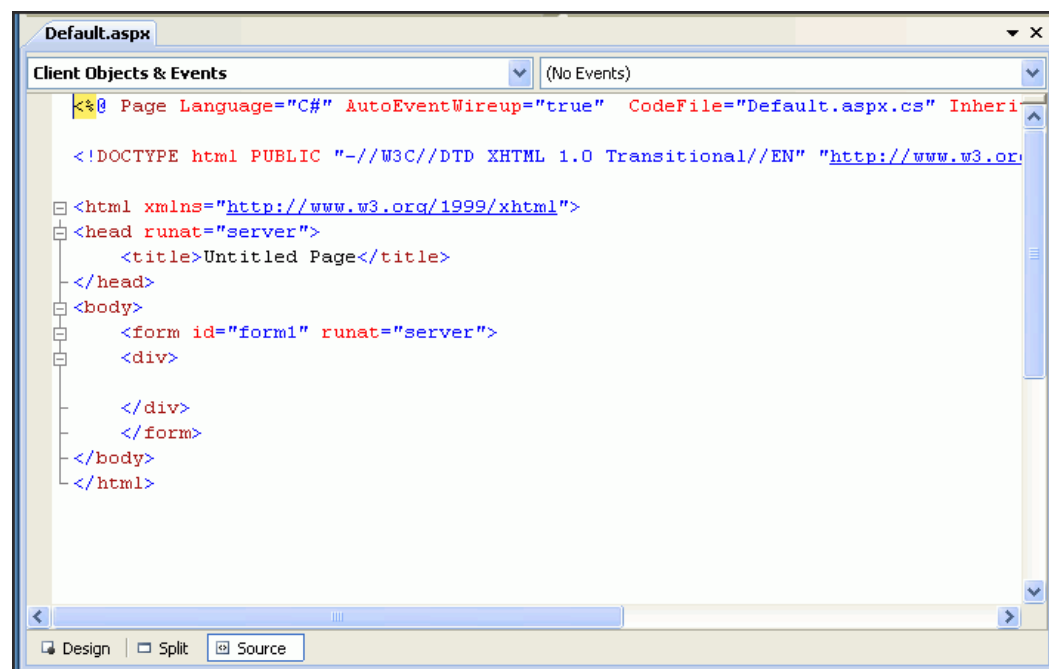 Default.aspx
Client Objects & Events
(No Events)
<%@ Page Language="C#" AutoEventWireup="true"  CodeFile="Default.aspx.cs" Inheri
<!DOCTYPE html PUBLIC "-//W3C//DTD XHTML 1.0 Transitional//EN" "http://www.w3.or
<html xmlns="http://www.w3.org/1999/xhtml">
<head runat="server">
    <title>Untitled Page</title>
</head>
<body>
    <form id="form1" runat="server">
    <div>
    </div>
    </form>
</body>
</html>
Design
Split
Source